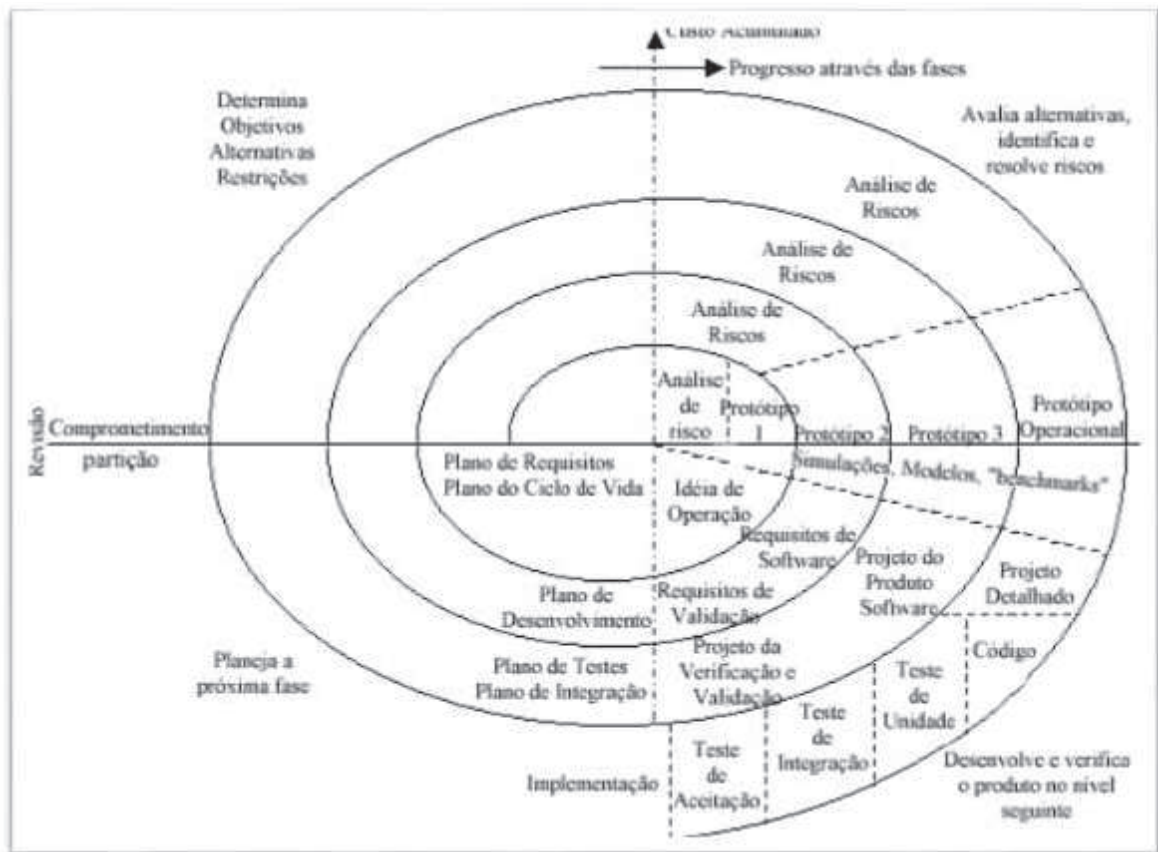 Custo Acumulado
Progresso através das fases
Determina
Objetivos
Alternativas
Restrições
Avalia alternativas,
identifica e
resolve riscos
Análise de
Riscos
Análise de
Riscos
Análise de
Riscos
Análise
de
risco
Protótipo
1
Protótipo 2
Protótipo 3
Protótipo
Operacional
Revisão
Comprometimento
partição
Simulações, Modelos, "benchmarks"
Plano de Requisitos
Plano do Ciclo de Vida
Idéia de
Operação
Requisitos de
Software
Projeto do
Produto
Software
Projeto
Detalhado
Plano de
Desenvolvimento
Requisitos de
Validação
Planeja a
próxima fase
Plano de Testes
Plano de Integração
Projeto da
Verificação e
Validação
Código
Teste
de
Unidade
Teste
de
Integração
Teste
de
Aceitação
Implementação
Desenvolve e verifica
o produto no nível
seguinte